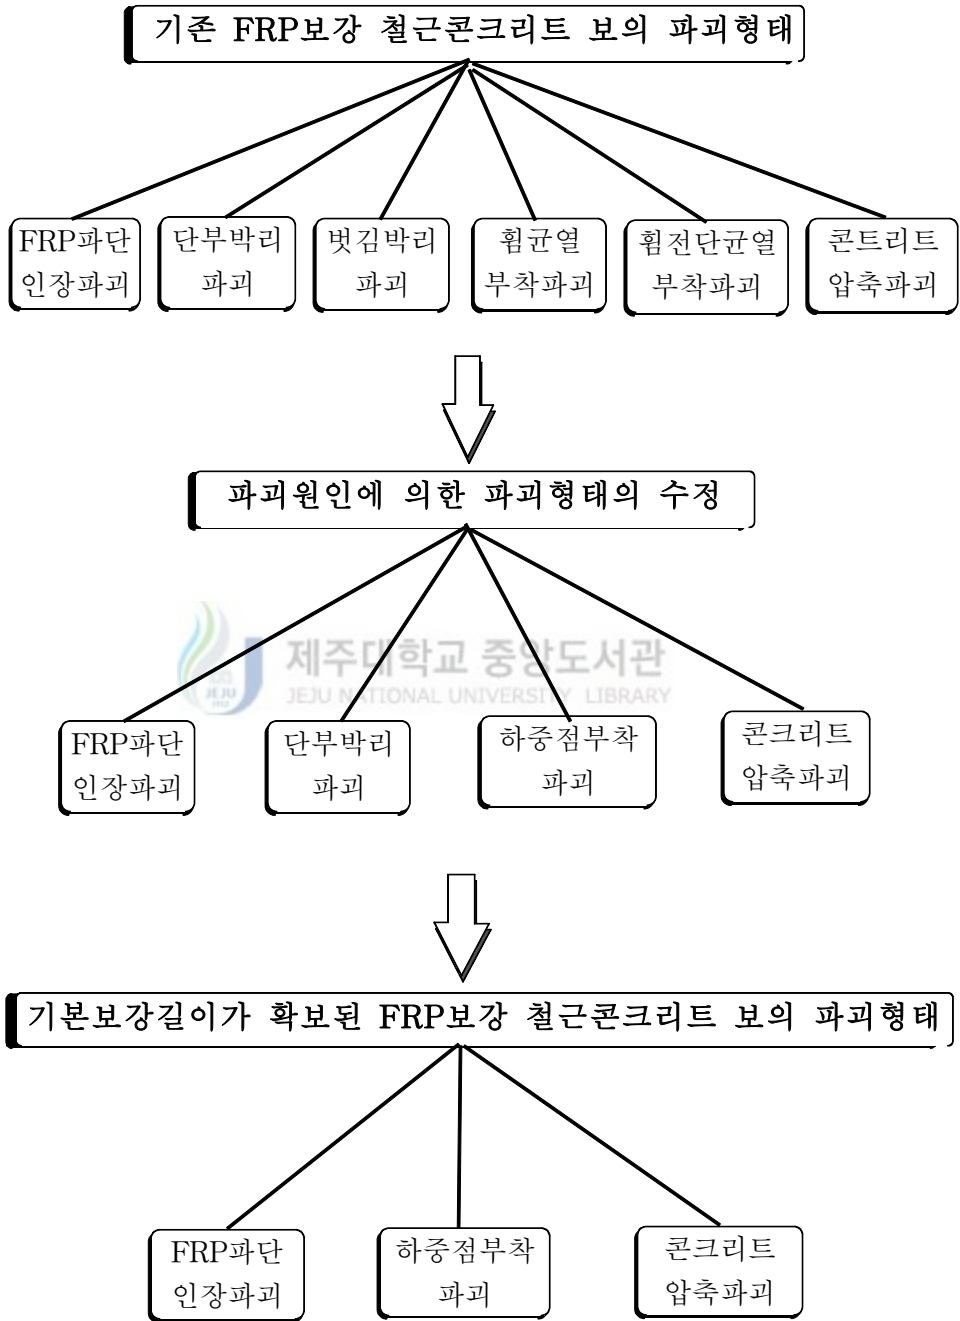 기존 FRP보강 철근콘크리트 보의 파괴형태
FRP파단
인장파괴
단부박리
파괴
벗김박리
파괴
휨균열
부착파괴
휨전단균열
부착파괴
콘트리트
압축파괴
파괴원인에 의한 파괴형태의 수정
제주대학교 중앙도서관
JEJU NATIONAL UNIVERSITY LIBRARY
JEJU
1952
FRP파단
인장파괴
단부박리
파괴
하중점부착
파괴
콘크리트
압축파괴
기본보강길이가 확보된 FRP보강 철근콘크리트 보의 파괴형태
FRP파단
인장파괴
하중점부착
파괴
콘크리트
압축파괴